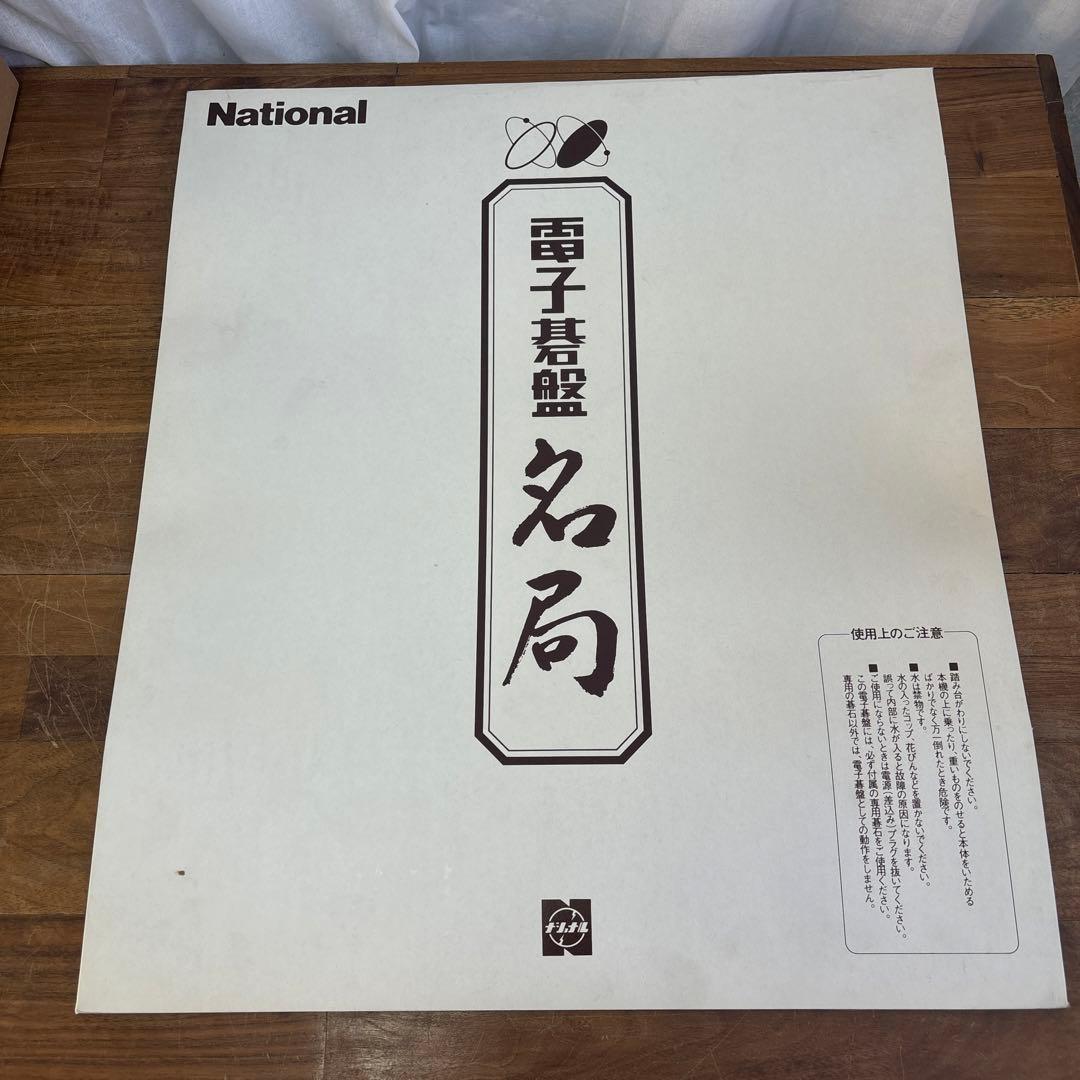 National
電子碁盤
名局
使用上のご注意
■踏み台がわりにしないでください。
本機の上に乗ったり、重いものをのせると本体をいためる
ばかりでなく万一倒れたとき危険です。
■水は禁物です。
水の入ったコップ、花びんなどを置かないでください。
誤って内部に水が入ると故障の原因になります。
■ご使用にならないときは電源(差込み)プラグを抜いてください。
この電子碁盤には、必ず付属の専用碁石をご使用ください。
専用の碁石以外では、電子碁盤としての動作をしません。
ナショナル